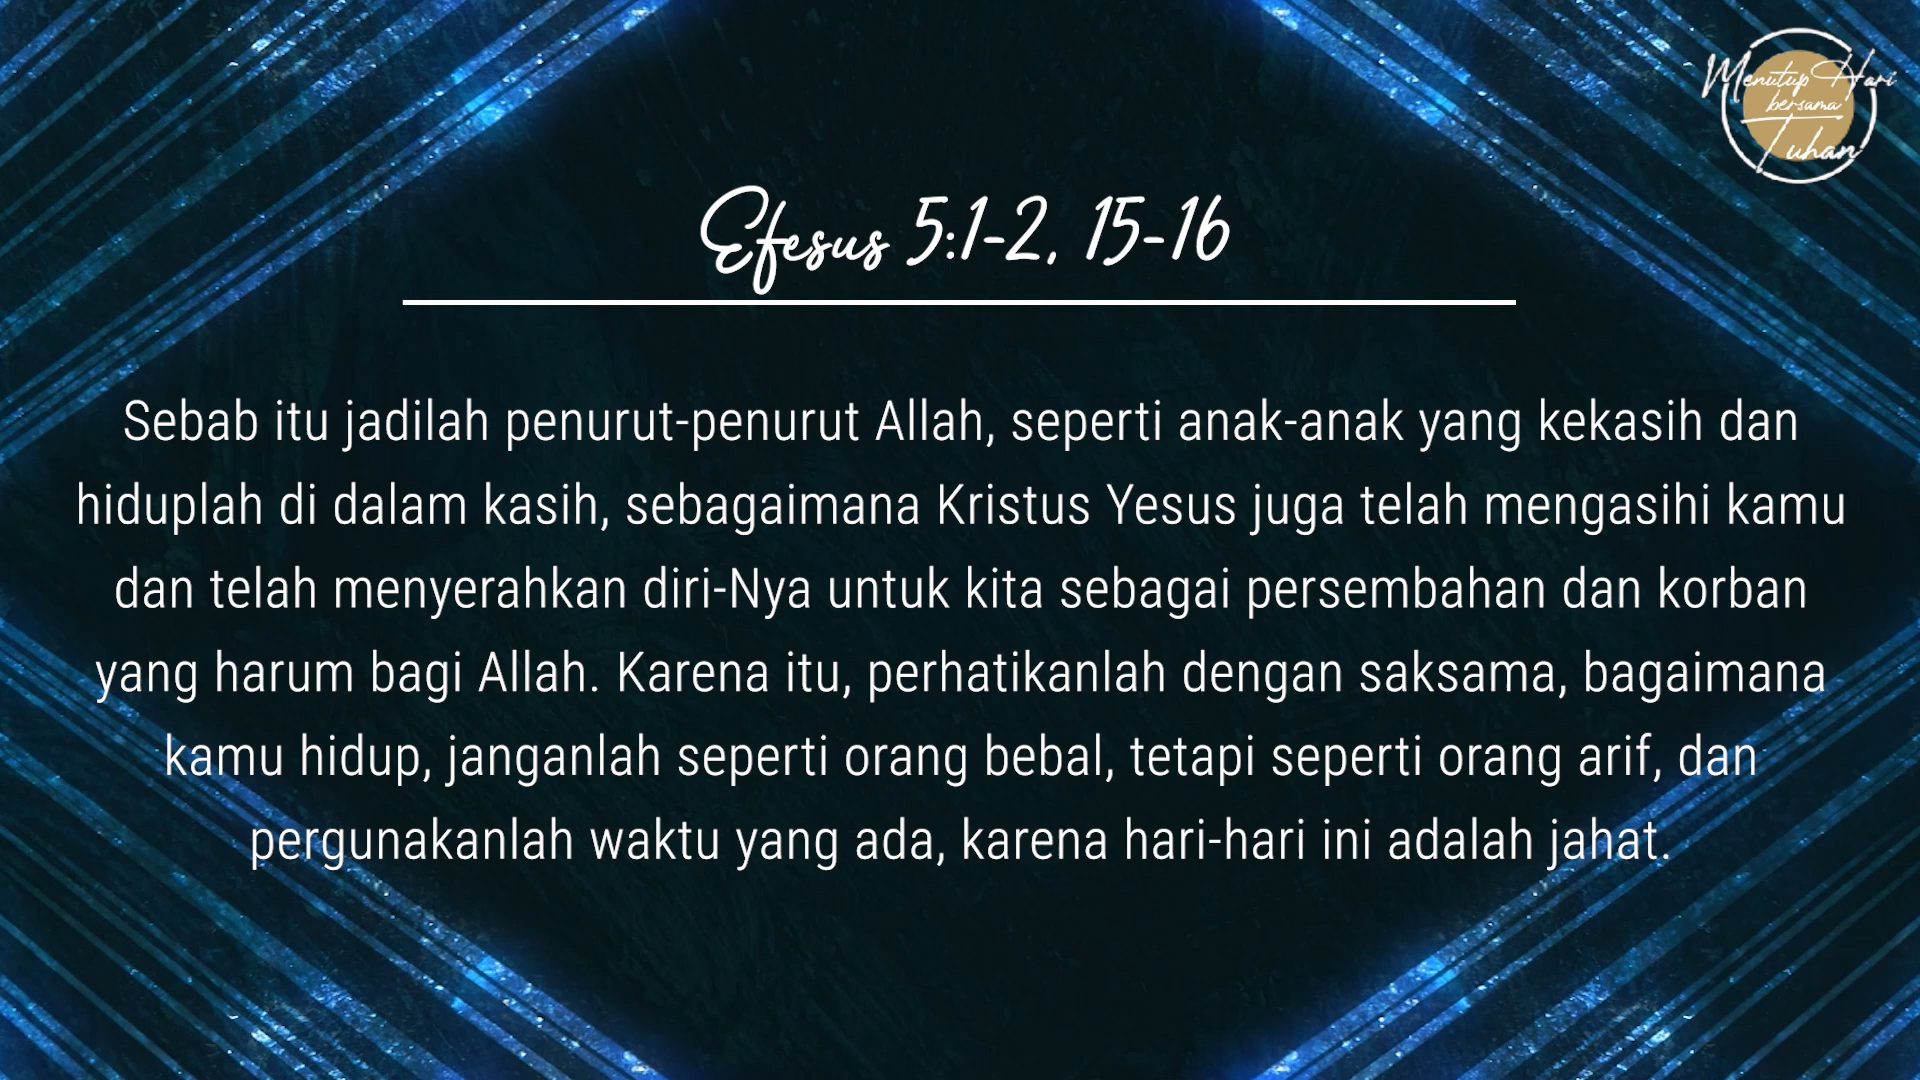 Menutup Hari
bersama
Tuhan
Efesus 5:1-2, 15-16
Sebab itu jadilah penurut-penurut Allah, seperti anak-anak yang kekasih dan
hiduplah di dalam kasih, sebagaimana Kristus Yesus juga telah mengasihi kamu
dan telah menyerahkan diri-Nya untuk kita sebagai persembahan dan korban
yang harum bagi Allah. Karena itu, perhatikanlah dengan saksama, bagaimana
kamu hidup, janganlah seperti orang bebal, tetapi seperti orang arif, dan
pergunakanlah waktu yang ada, karena hari-hari ini adalah jahat.